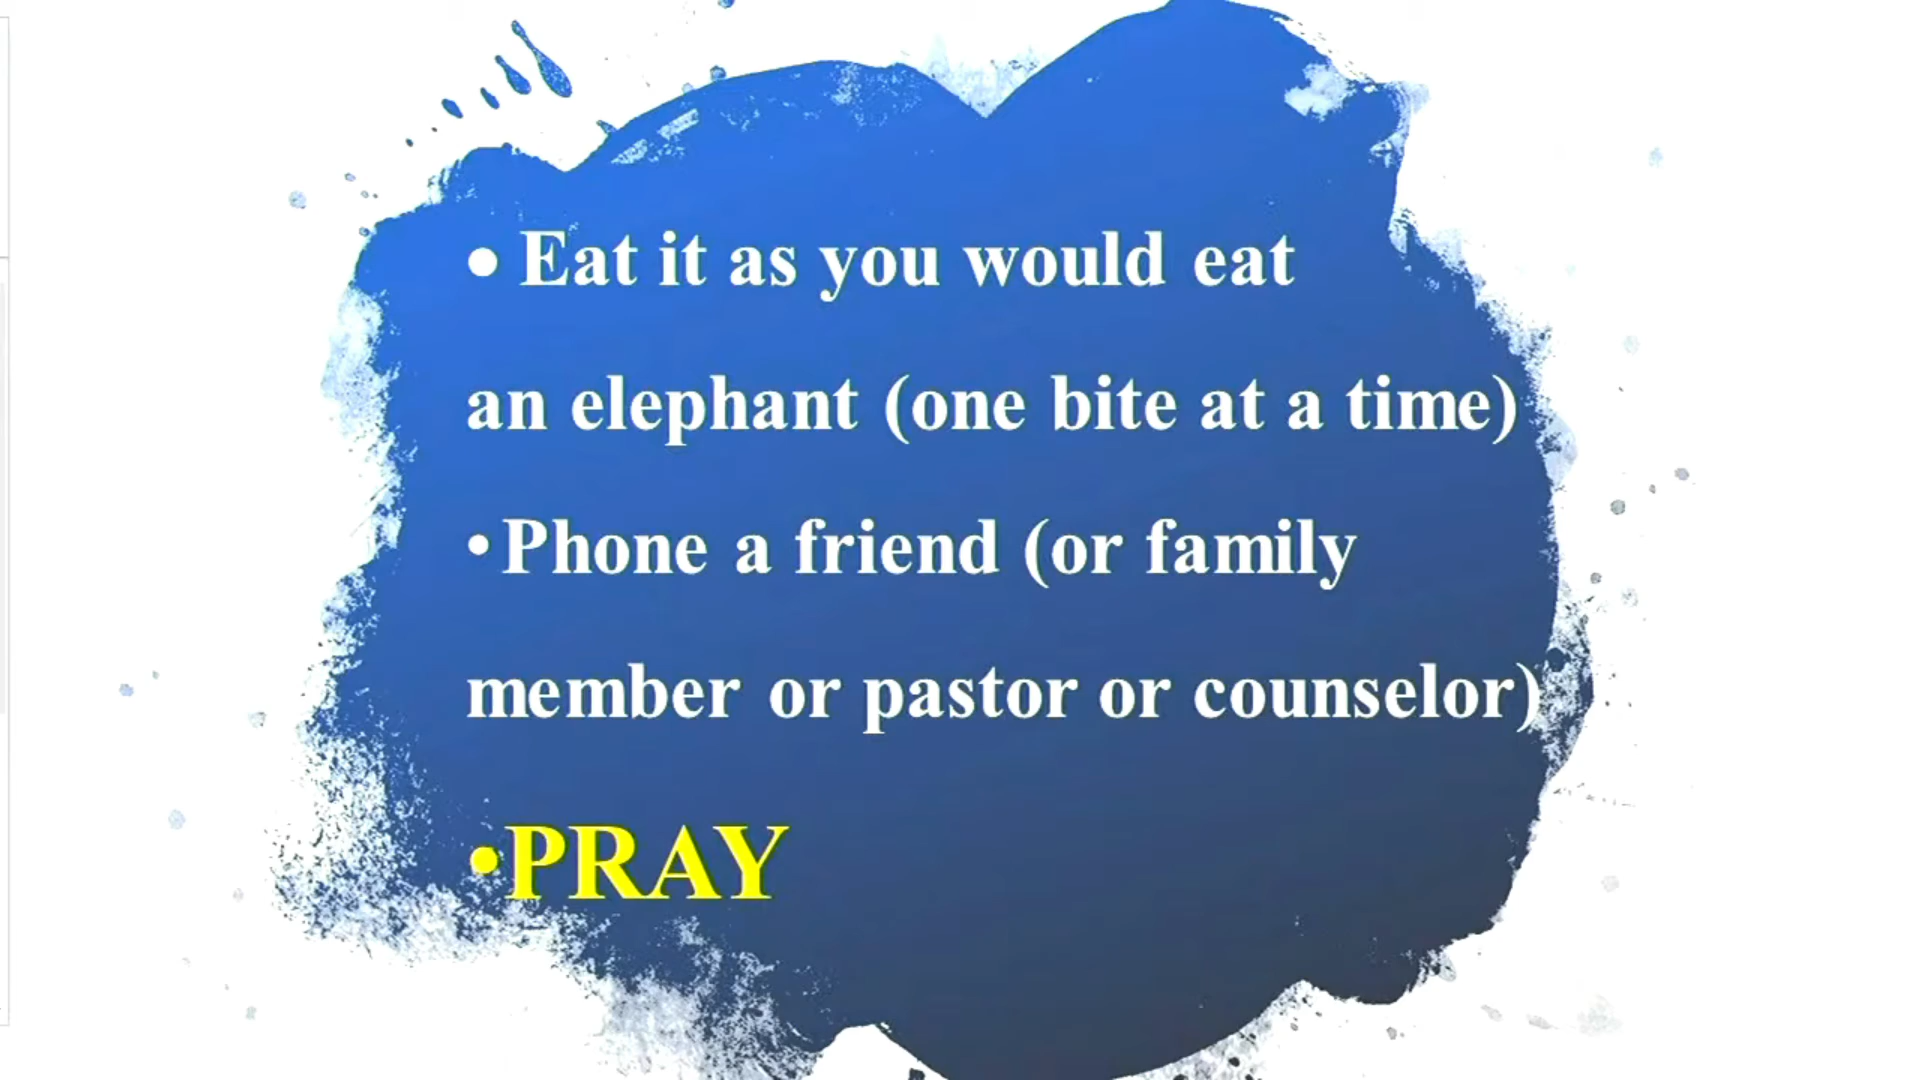 • Eat it as you would eat
an elephant (one bite at a time)
• Phone a friend (or family
member or pastor or counselor)
• PRAY